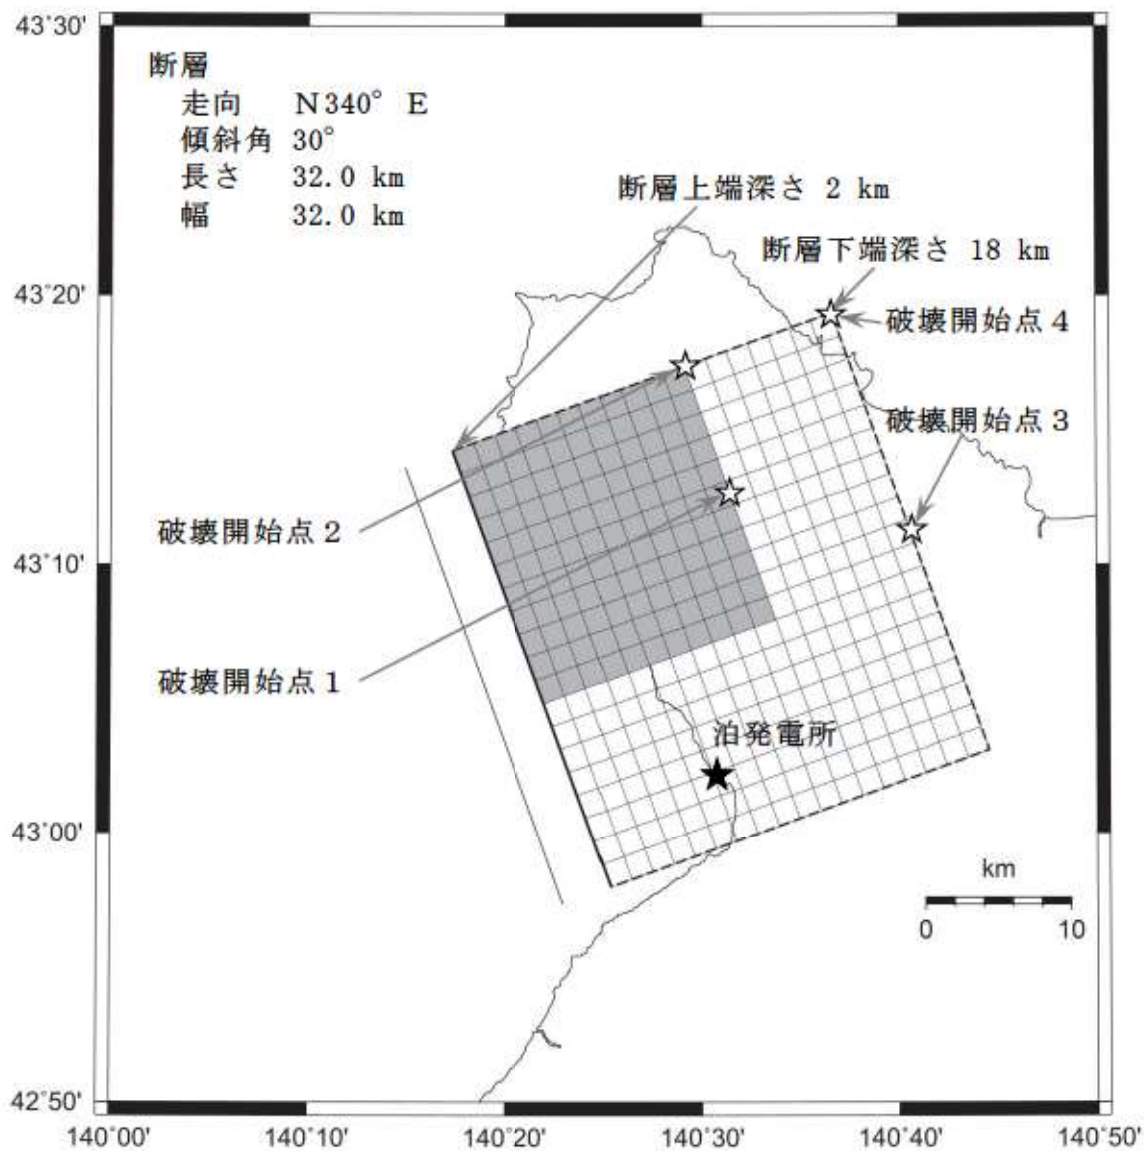 43°30'
断層
走向 N340° E
傾斜角 30°
長さ 32.0 km
幅 32.0 km
断層上端深さ 2 km
断層下端深さ 18 km
43°20'
破壊開始点4
破壊開始点3
破壊開始点2
43°10'
破壊開始点1
泊発電所
43°00'
km
0 10
42°50'
140°00' 140°10' 140°20' 140°30' 140°40' 140°50'